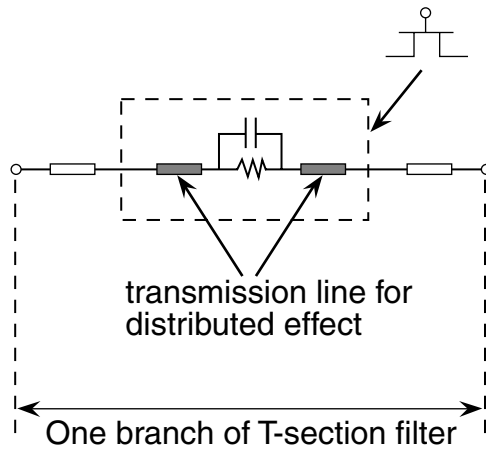 transmission line for
distributed effect
One branch of T-section filter